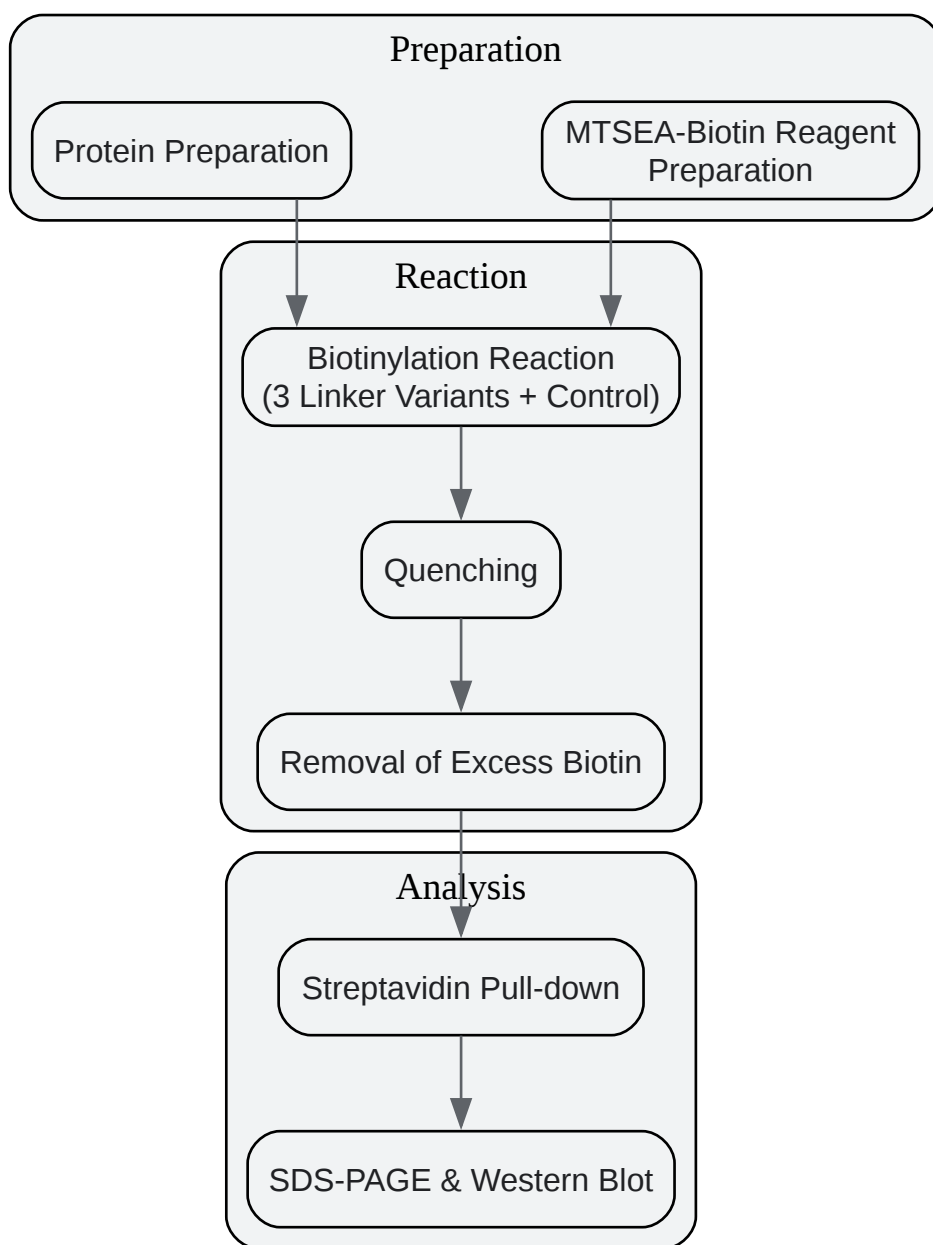 Preparation
Protein Preparation
MTSEA-Biotin Reagent
Preparation
Reaction
Biotinylation Reaction
(3 Linker Variants + Control)
Quenching
Removal of Excess Biotin
Analysis
Streptavidin Pull-down
SDS-PAGE & Western Blot